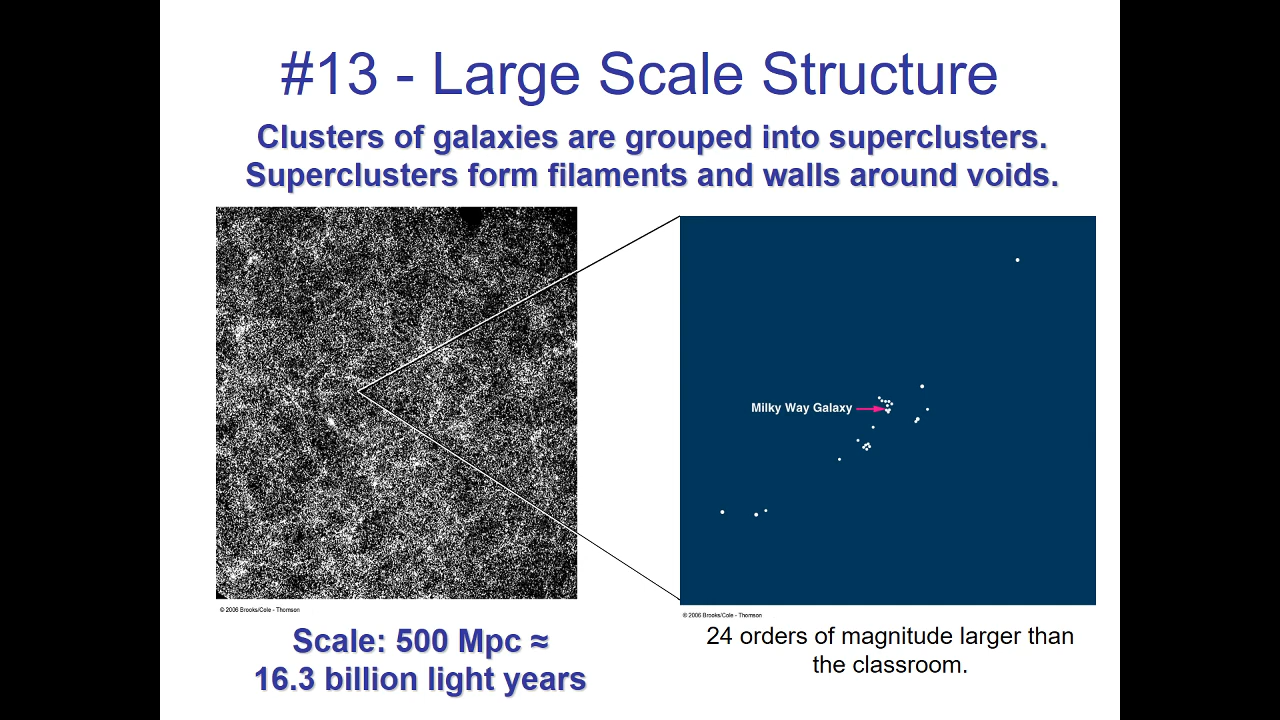 #13 - Large Scale Structure
Clusters of galaxies are grouped into superclusters.
Superclusters form filaments and walls around voids.
Milky Way Galaxy
© 2006 Brooks/Cole - Thomson
© 2006 Brooks/Cole - Thomson
Scale: 500 Mpc ≈
16.3 billion light years
24 orders of magnitude larger than
the classroom.